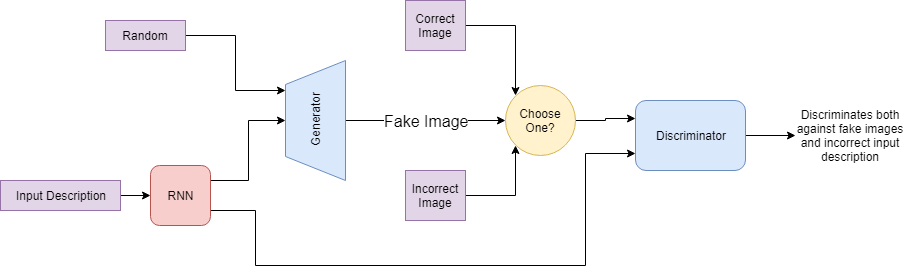 Random
Correct
Image
Generator
Fake Image
Choose
One?
Discriminator
Discriminates both
against fake images
and incorrect input
description
Input Description
RNN
Incorrect
Image